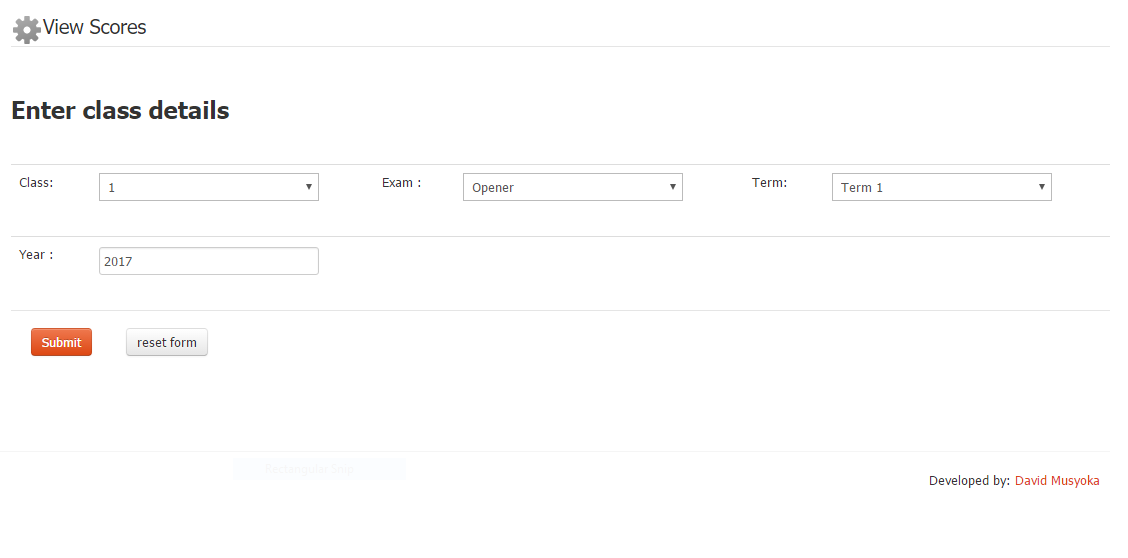 View Scores
Enter class details
Class: 1 Exam : Opener Term: Term 1
Year : 2017
Submit reset form
Rectangular Snip
Developed by: David Musyoka